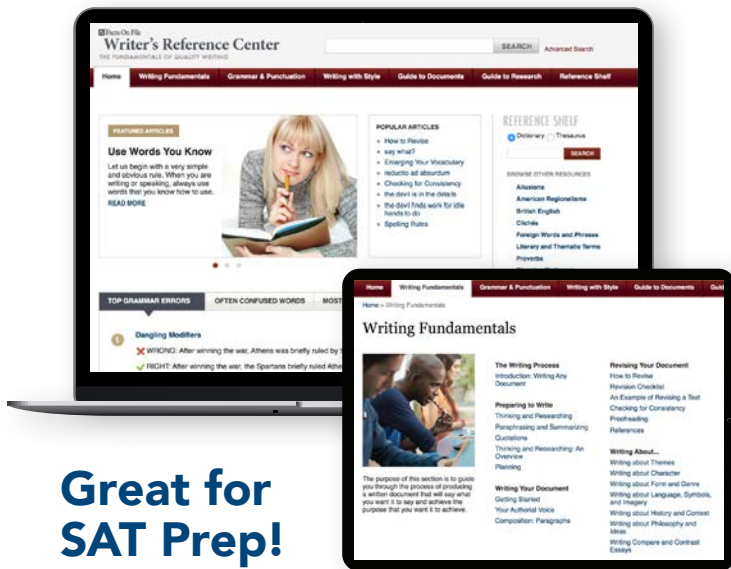 Facts On File
Writer's Reference Center
THE FUNDAMENTALS OF QUALITY WRITING
SEARCH
Advanced Search
Home
Writing Fundamentals
Grammar & Punctuation
Writing with Style
Guide to Documents
Guide to Research
Reference Shelf
FEATURED ARTICLES
Use Words You Know
Let us begin with a very simple
and obvious rule. When you are
writing or speaking, always use
words that you know how to use.
READ MORE
POPULAR ARTICLES
How to Revise
say what?
Enlarging Your Vocabulary
reducto ad absurdum
Checking for Consistency
the devil is in the details
the devil finds work for idle
hands to do
Spelling Rules
REFERENCE SHELF
Dictionary
Thesaurus
SEARCH
BROWSE OTHER RESOURCES
Allusions
American Regionalisms
British English
Clichés
Foreign Words and Phrases
Literary and Thematic Terms
Proverbs
TOP GRAMMAR ERRORS
OFTEN CONFUSED WORDS
MOST
1
Dangling Modifiers
WRONG: After winning the war, Athens was briefly ruled by t
RIGHT: After winning the war, the Spartans briefly ruled Athe
Home
Writing Fundamentals
Grammar & Punctuation
Writing with Style
Guide to Documents
Guid
Home > Writing Fundamentals
Writing Fundamentals
The purpose of this section is to guide
you through the process of producing
a written document that will say what
you want it to say and achieve the
purpose that you want it to achieve.
The Writing Process
Introduction: Writing Any
Document
Preparing to Write
Thinking and Researching
Paraphrasing and Summarizing
Quotations
Thinking and Researching: An
Overview
Planning
Writing Your Document
Getting Started
Your Authorial Voice
Composition: Paragraphs
Revising Your Document
How to Revise
Revision Checklist
An Example of Revising a Text
Checking for Consistency
Proofreading
References
Writing About...
Writing about Themes
Writing about Character
Writing about Form and Genre
Writing about Language, Symbols,
and Imagery
Writing about History and Context
Writing about Philosophy and
Ideas
Writing Compare and Contrast
Essays
Great for
SAT Prep!